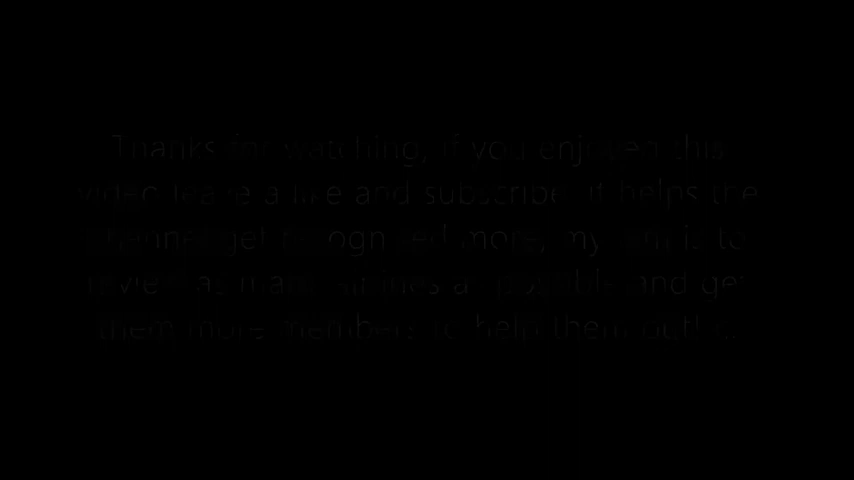 Thanks for watching, if you enjoyed this
video leave a like and subscribe, it helps the
channel get recognised more, my aim is to
review as many airlines as possible and get
them more members to help them out!